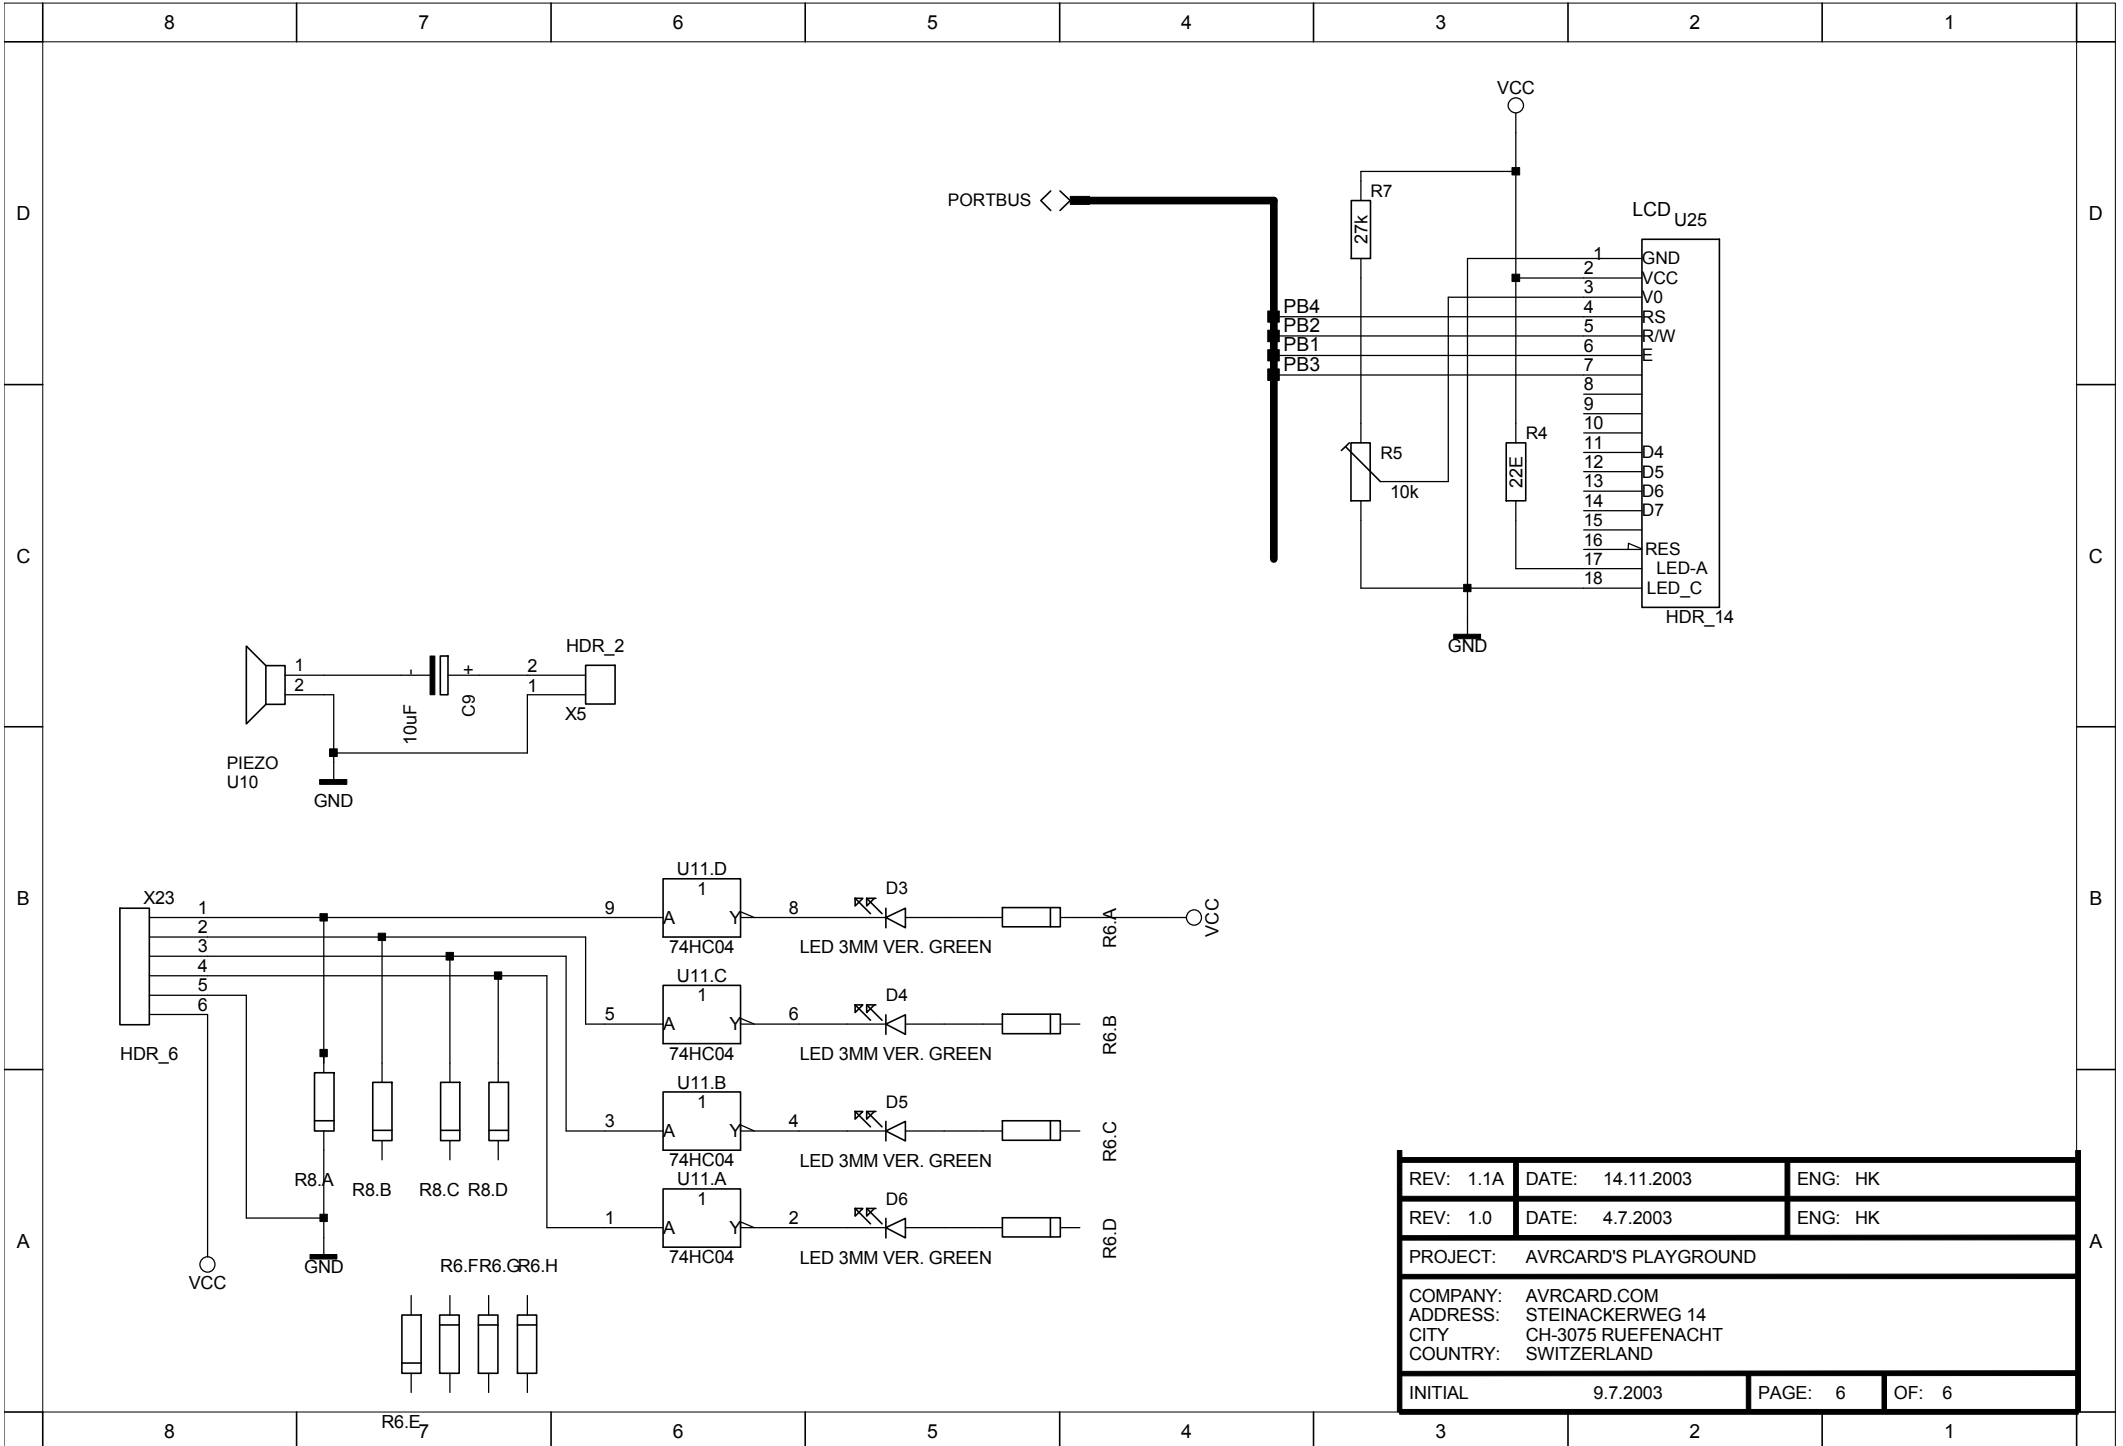 8 7 6 5 4 3 2 1
D
C
B
A
D
C
B
A
VCC
PORTBUS
R7
27k
LCD U25
1 GND
2 VCC
3 V0
PB4 4 RS
PB2 5 R/W
PB1 6 E
PB3 7
8
9
10
11 D4
12 D5
13 D6
14 D7
15
16 RES
17 LED-A
18 LED_C
HDR_14
R4
22E
R5
10k
GND
HDR_2
1 - + 2
2 1
10uF
C9
X5
PIEZO
U10
GND
X23
1
2
3
4
5
6
HDR_6
U11.D
1
9 A Y 8
74HC04
D3
LED 3MM VER. GREEN
R6.A
VCC
U11.C
1
5 A Y 6
74HC04
D4
LED 3MM VER. GREEN
R6.B
U11.B
1
3 A Y 4
74HC04
D5
LED 3MM VER. GREEN
R6.C
U11.A
1
1 A Y 2
74HC04
D6
LED 3MM VER. GREEN
R6.D
R8.A
R8.B
R8.C R8.D
VCC
GND
R6.F R6.G R6.H
R6.E
REV: 1.1A DATE: 14.11.2003 ENG: HK
REV: 1.0 DATE: 4.7.2003 ENG: HK
PROJECT: AVRCARD'S PLAYGROUND
COMPANY: AVRCARD.COM
ADDRESS: STEINACKERWEG 14
CITY CH-3075 RUEFENACHT
COUNTRY: SWITZERLAND
INITIAL 9.7.2003 PAGE: 6 OF: 6
8 7 6 5 4 3 2 1